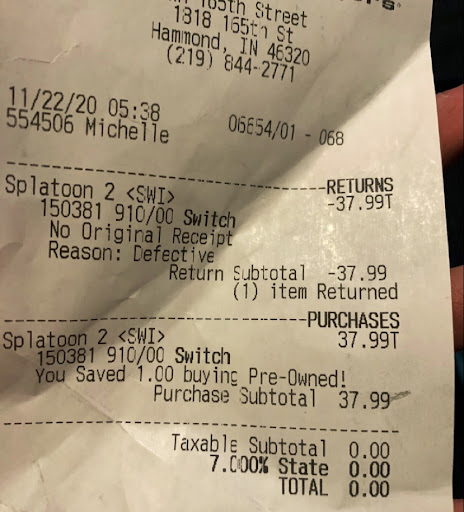 165th Street
1818 165th St
Hammond, IN 46320
(219) 844-2771
11/22/20 05:38
554506 Michelle 06654/01 - 068
--------------------RETURNS
Splatoon 2 <SWI> -37.99T
150381 910/00 Switch
No Original Receipt
Reason: Defective
Return Subtotal -37.99
(1) item Returned
--------------------PURCHASES
Splatoon 2 <SWI> 37.99T
150381 910/00 Switch
You Saved 1.00 buying Pre-Owned!
Purchase Subtotal 37.99
--------------------
Taxable Subtotal 0.00
7.000% State 0.00
TOTAL 0.00